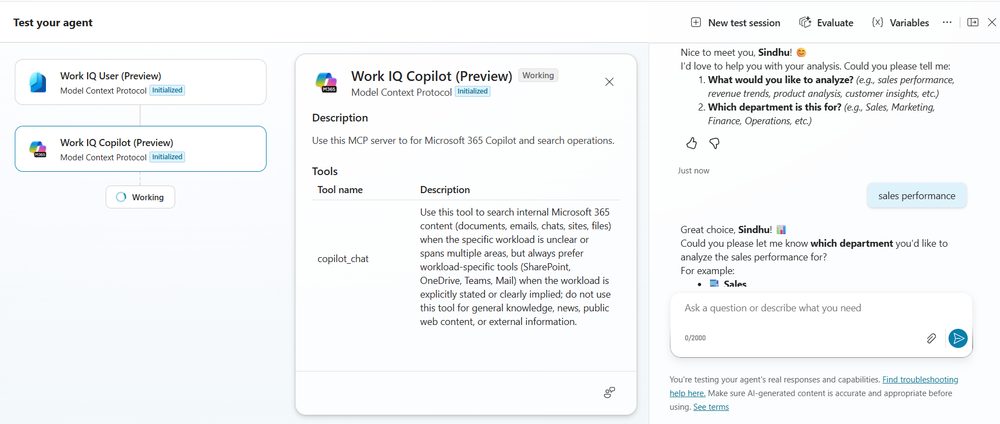 Test your agent
New test session
Evaluate
Variables
Work IQ User (Preview)
Model Context Protocol Initialized
Work IQ Copilot (Preview)
Model Context Protocol Initialized
Working
Work IQ Copilot (Preview) Working
Model Context Protocol Initialized
Description
Use this MCP server to for Microsoft 365 Copilot and search operations.
Tools
Tool name Description
copilot_chat
Use this tool to search internal Microsoft 365
content (documents, emails, chats, sites, files)
when the specific workload is unclear or
spans multiple areas, but always prefer
workload-specific tools (SharePoint,
OneDrive, Teams, Mail) when the workload is
explicitly stated or clearly implied; do not use
this tool for general knowledge, news, public
web content, or external information.
Nice to meet you, Sindhu! 😊
I'd love to help you with your analysis. Could you please tell me:
1. What would you like to analyze? (e.g., sales performance,
revenue trends, product analysis, customer insights, etc.)
2. Which department is this for? (e.g., Sales, Marketing,
Finance, Operations, etc.)
Just now
sales performance
Great choice, Sindhu! 📊
Could you please let me know which department you'd like to
analyze the sales performance for?
For example:
• Sales
Ask a question or describe what you need
0/2000
You're testing your agent's real responses and capabilities. Find troubleshooting
help here. Make sure AI-generated content is accurate and appropriate before
using. See terms
M365
M365